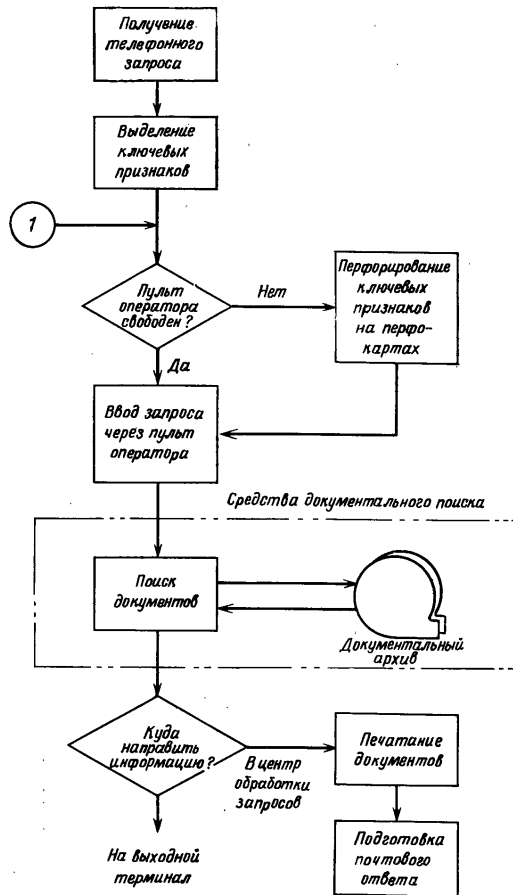 Получение
телефонного
запроса
Выделение
ключевых
признаков
1
Пульт
оператора
свободен?
Нет
Перфорирование
ключевых
признаков
на перфо-
картах
Да
Ввод запроса
через пульт
оператора
Средства документального поиска
Поиск
документов
Документальный
архив
Куда
направить
информацию?
В центр
обработки
запросов
Печатание
документов
На выходной
терминал
Подготовка
почтового
ответа